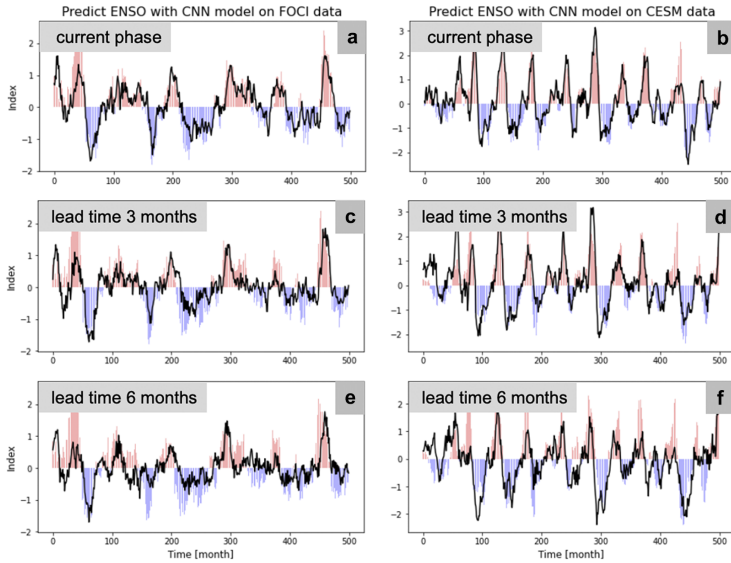 Predict ENSO with CNN model on FOCI data
current phase
a
Index
2
1
0
−1
−2
0 100 200 300 400 500
Predict ENSO with CNN model on CESM data
current phase
b
3
2
1
0
−1
−2
0 100 200 300 400 500
lead time 3 months
c
Index
2
1
0
−1
−2
0 100 200 300 400 500
lead time 3 months
d
3
2
1
0
−1
−2
0 100 200 300 400 500
lead time 6 months
e
Index
2
1
0
−1
−2
0 100 200 300 400 500
Time [month]
lead time 6 months
f
2
1
0
−1
−2
0 100 200 300 400 500
Time [month]